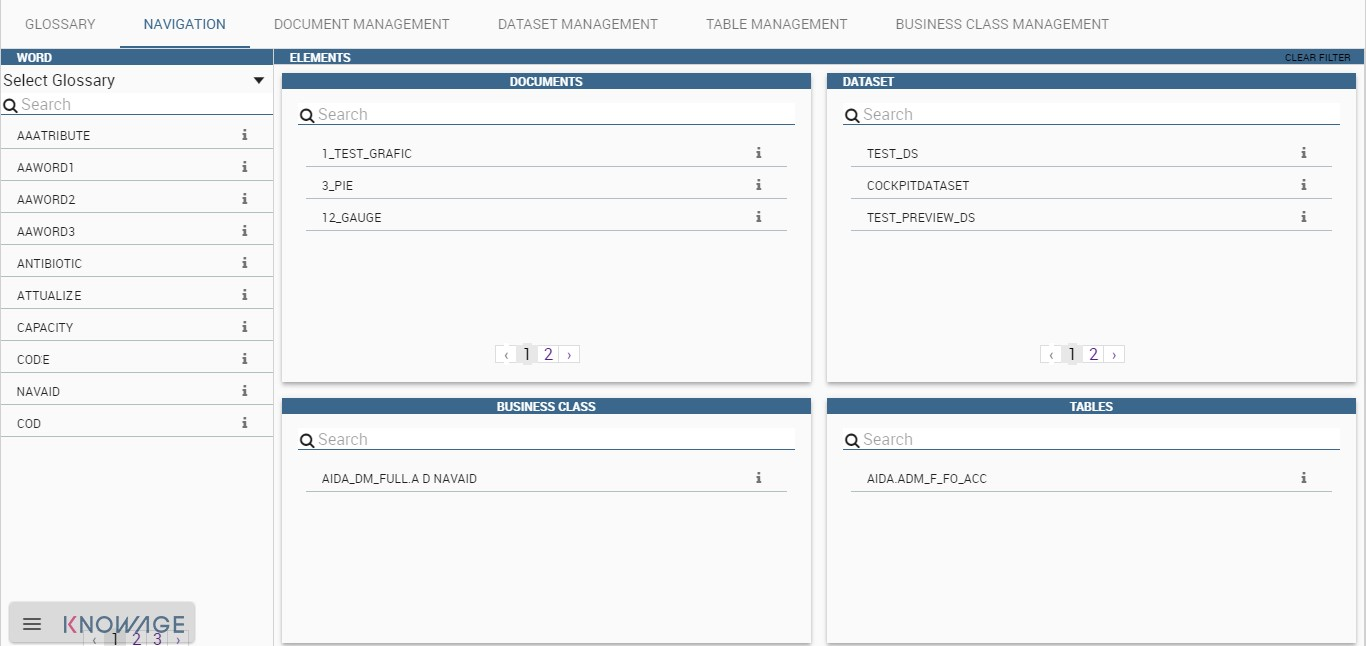 GLOSSARY NAVIGATION DOCUMENT MANAGEMENT DATASET MANAGEMENT TABLE MANAGEMENT BUSINESS CLASS MANAGEMENT
WORD
Select Glossary
Search
AAATRIBUTE
AAWORD1
AAWORD2
AAWORD3
ANTIBIOTIC
ATTUALIZE
CAPACITY
CODE
NAVAID
COD
KNOWAGE
‹ 1 2 3 ›
ELEMENTS CLEAR FILTER
DOCUMENTS
Search
1_TEST_GRAFIC
3_PIE
12_GAUGE
‹ 1 2 ›
DATASET
Search
TEST_DS
COCKPITDATASET
TEST_PREVIEW_DS
‹ 1 2 ›
BUSINESS CLASS
Search
AIDA_DM_FULL.A D NAVAID
TABLES
Search
AIDA.ADM_F_FO_ACC